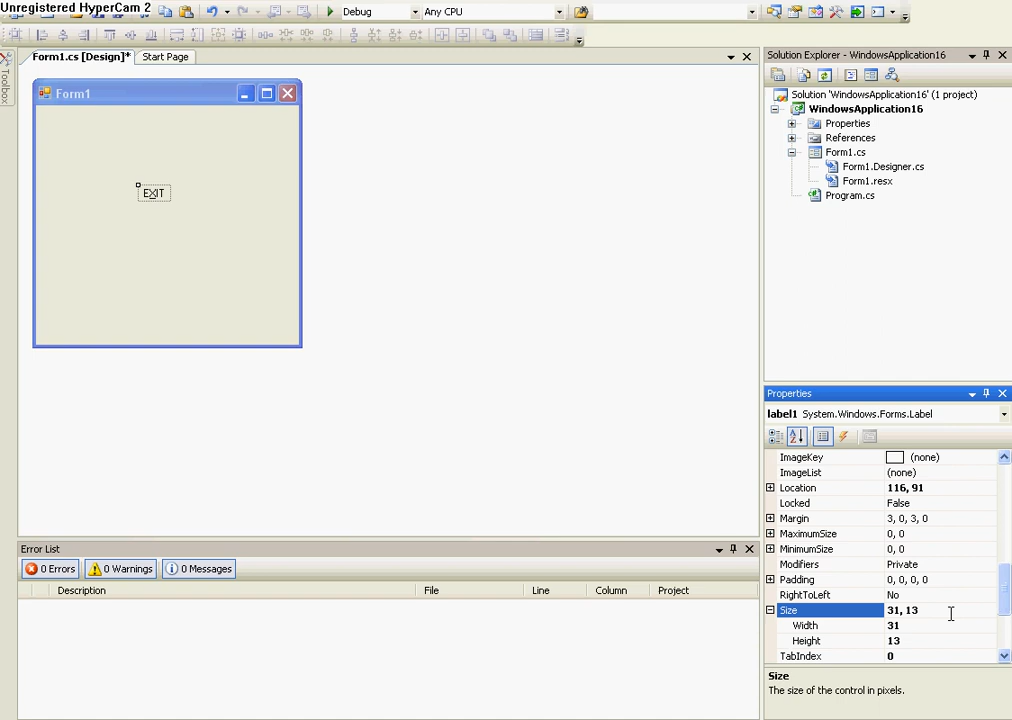 Unregistered HyperCam 2
Debug
Any CPU
Form1.cs [Design]*
Start Page
Toolbox
Form1
EXIT
Solution Explorer - WindowsApplication16
Solution 'WindowsApplication16' (1 project)
WindowsApplication16
Properties
References
Form1.cs
Form1.Designer.cs
Form1.resx
Program.cs
Properties
label1 System.Windows.Forms.Label
ImageKey (none)
ImageList (none)
Location 116, 91
Locked False
Margin 3, 0, 3, 0
MaximumSize 0, 0
MinimumSize 0, 0
Modifiers Private
Padding 0, 0, 0, 0
RightToLeft No
Size 31, 13
Width 31
Height 13
TabIndex 0
Size
The size of the control in pixels.
Error List
0 Errors
0 Warnings
0 Messages
Description File Line Column Project